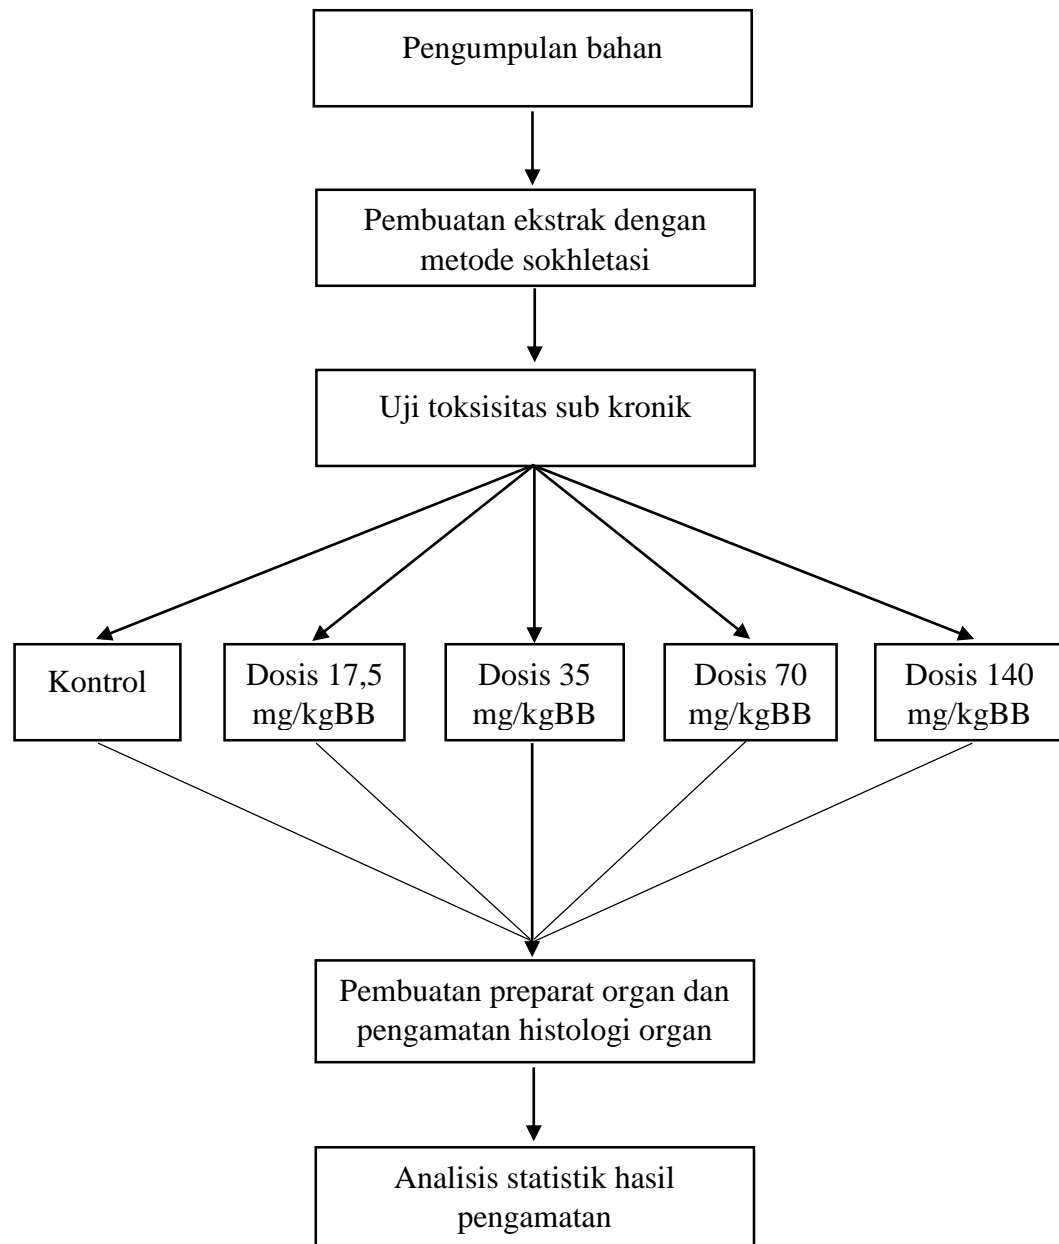 Pengumpulan bahan
Pembuatan ekstrak dengan
metode sokhletasi
Uji toksisitas sub kronik
Kontrol
Dosis 17,5
mg/kgBB
Dosis 35
mg/kgBB
Dosis 70
mg/kgBB
Dosis 140
mg/kgBB
Pembuatan preparat organ dan
pengamatan histologi organ
Analisis statistik hasil
pengamatan